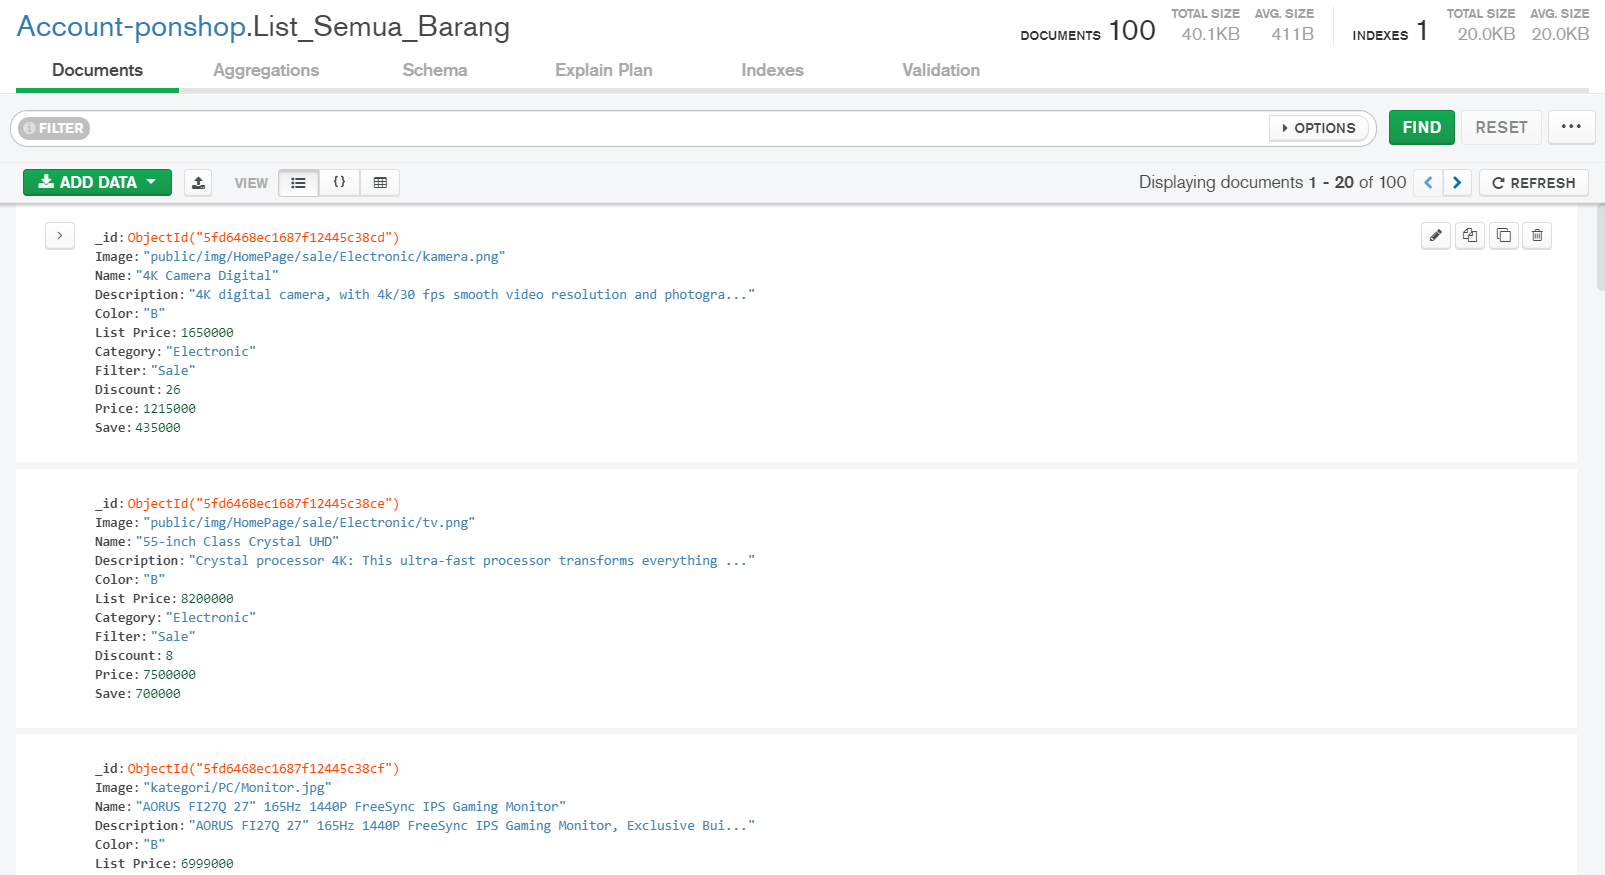 Account-ponshop.List_Semua_Barang
DOCUMENTS 100 TOTAL SIZE 40.1KB AVG. SIZE 411B INDEXES 1 TOTAL SIZE 20.0KB AVG. SIZE 20.0KB
Documents Aggregations Schema Explain Plan Indexes Validation
FILTER OPTIONS FIND RESET ...
ADD DATA VIEW {} Displaying documents 1 - 20 of 100 < > REFRESH
_id: ObjectId("5fd6468ec1687f12445c38cd")
Image: "public/img/HomePage/sale/Electronic/kamera.png"
Name: "4K Camera Digital"
Description: "4K digital camera, with 4k/30 fps smooth video resolution and photogra..."
Color: "B"
List Price: 1650000
Category: "Electronic"
Filter: "Sale"
Discount: 26
Price: 1215000
Save: 435000
_id: ObjectId("5fd6468ec1687f12445c38ce")
Image: "public/img/HomePage/sale/Electronic/tv.png"
Name: "55-inch Class Crystal UHD"
Description: "Crystal processor 4K: This ultra-fast processor transforms everything ..."
Color: "B"
List Price: 8200000
Category: "Electronic"
Filter: "Sale"
Discount: 8
Price: 7500000
Save: 700000
_id: ObjectId("5fd6468ec1687f12445c38cf")
Image: "kategori/PC/Monitor.jpg"
Name: "AORUS FI27Q 27" 165Hz 1440P FreeSync IPS Gaming Monitor"
Description: "AORUS FI27Q 27" 165Hz 1440P FreeSync IPS Gaming Monitor, Exclusive Bui..."
Color: "B"
List Price: 6999000